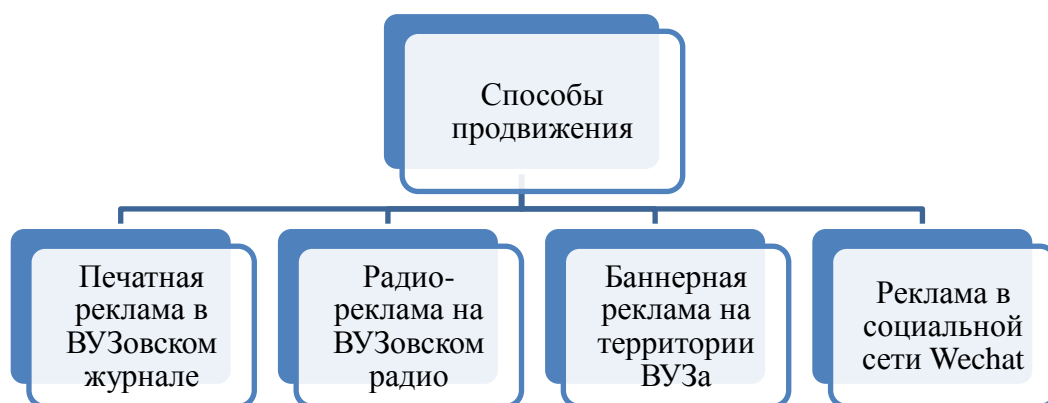 Способы
продвижения
Печатная
реклама в
ВУЗовском
журнале
Радио-
реклама на
ВУЗовском
радио
Баннерная
реклама на
территории
ВУЗа
Реклама в
социальной
сети Wechat